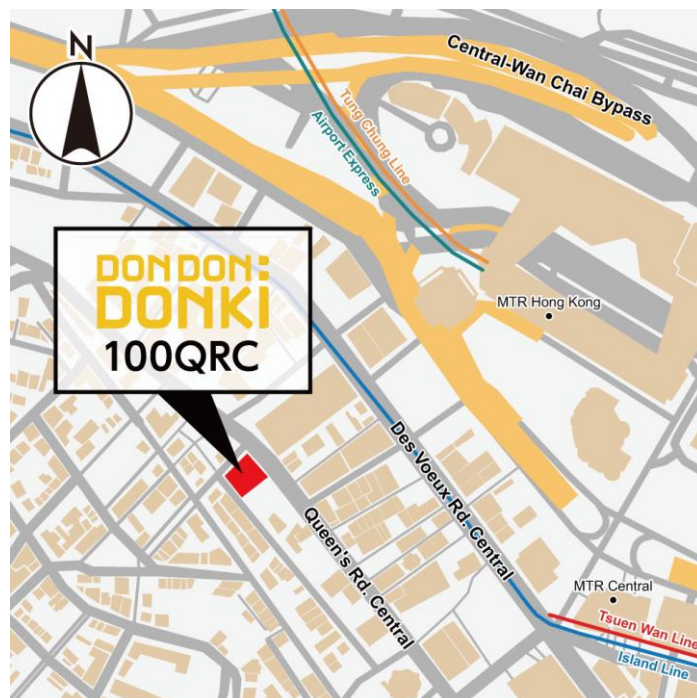 N
Central-Wan Chai Bypass
Tung Chung Line
Airport Express
DON DON:
DONKI
100QRC
MTR Hong Kong
Des Voeux Rd. Central
Queen's Rd. Central
MTR Central
Tsuen Wan Line
Island Line